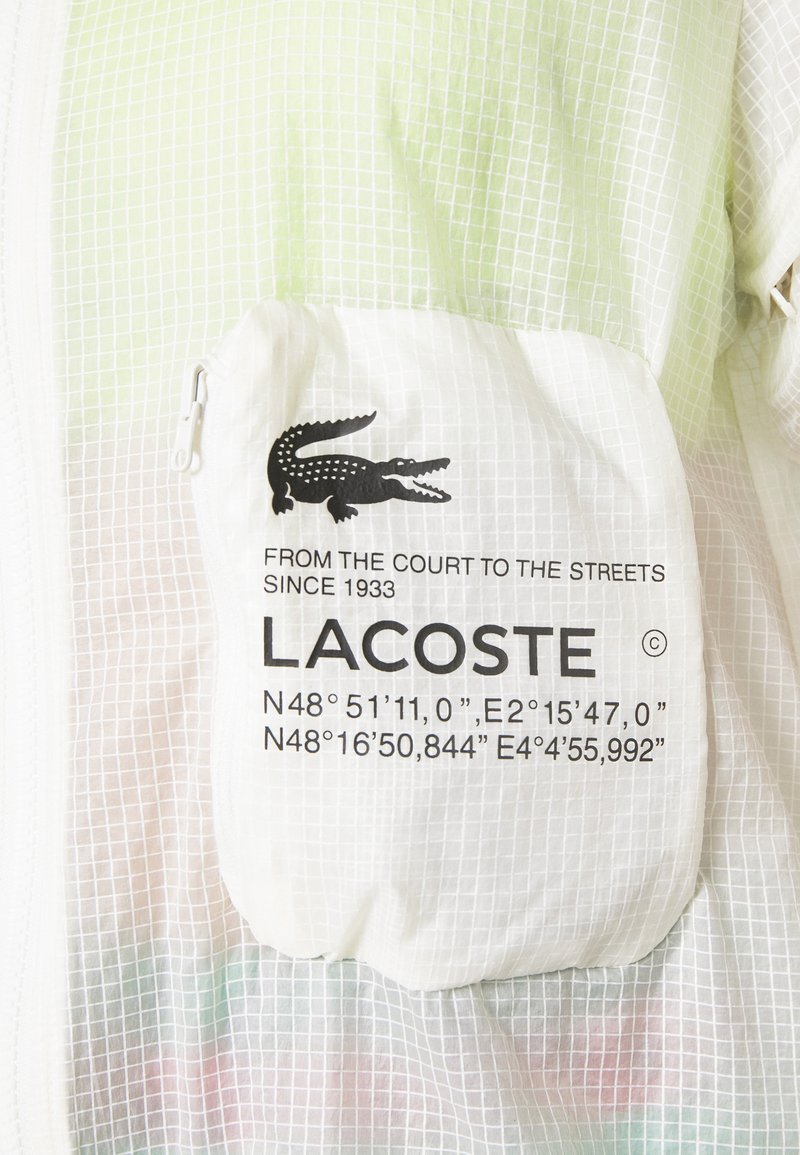 FROM THE COURT TO THE STREETS
SINCE 1933
LACOSTE ©
N48° 51’11, 0 ”, E2°15’47, 0 ”
N48°16’50,844” E4°4’55,992”